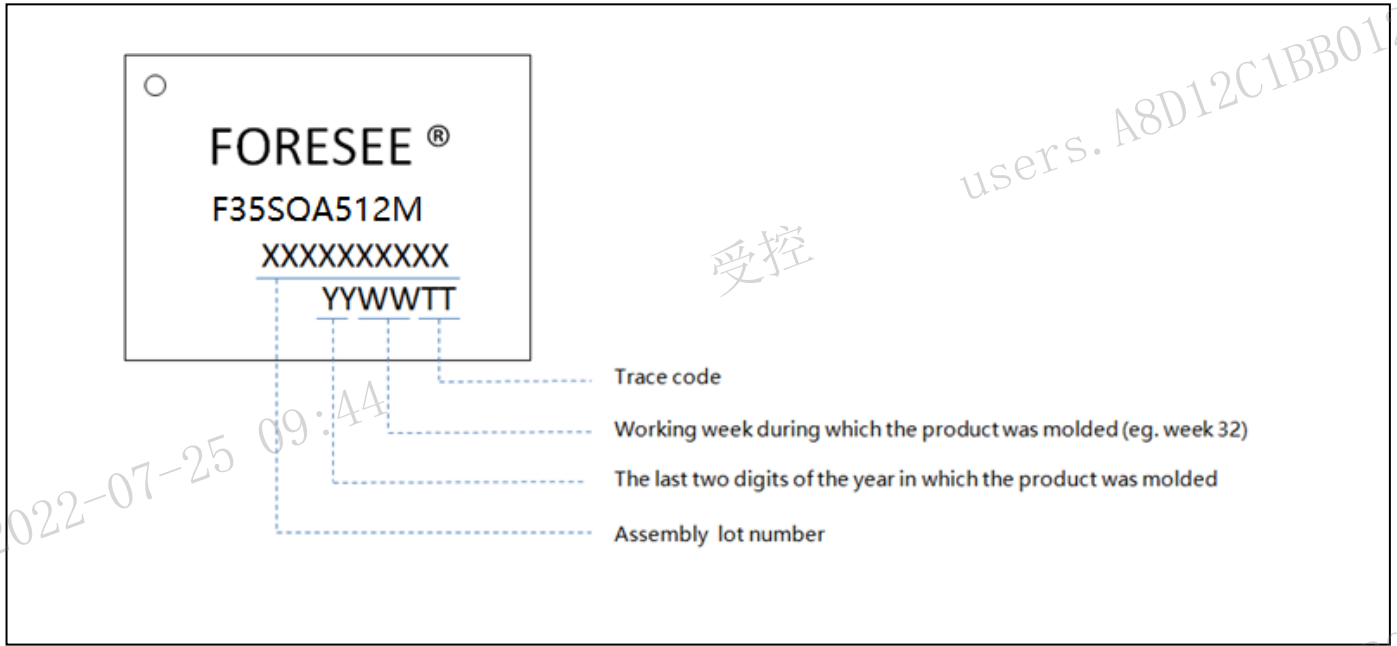 FORESEE ®
F35SQA512M
XXXXXXXXXX
YYWWTT
Trace code
Working week during which the product was molded (eg. week 32)
The last two digits of the year in which the product was molded
Assembly lot number
users. A8D12C1BB01
受控
2022-07-25 09:44